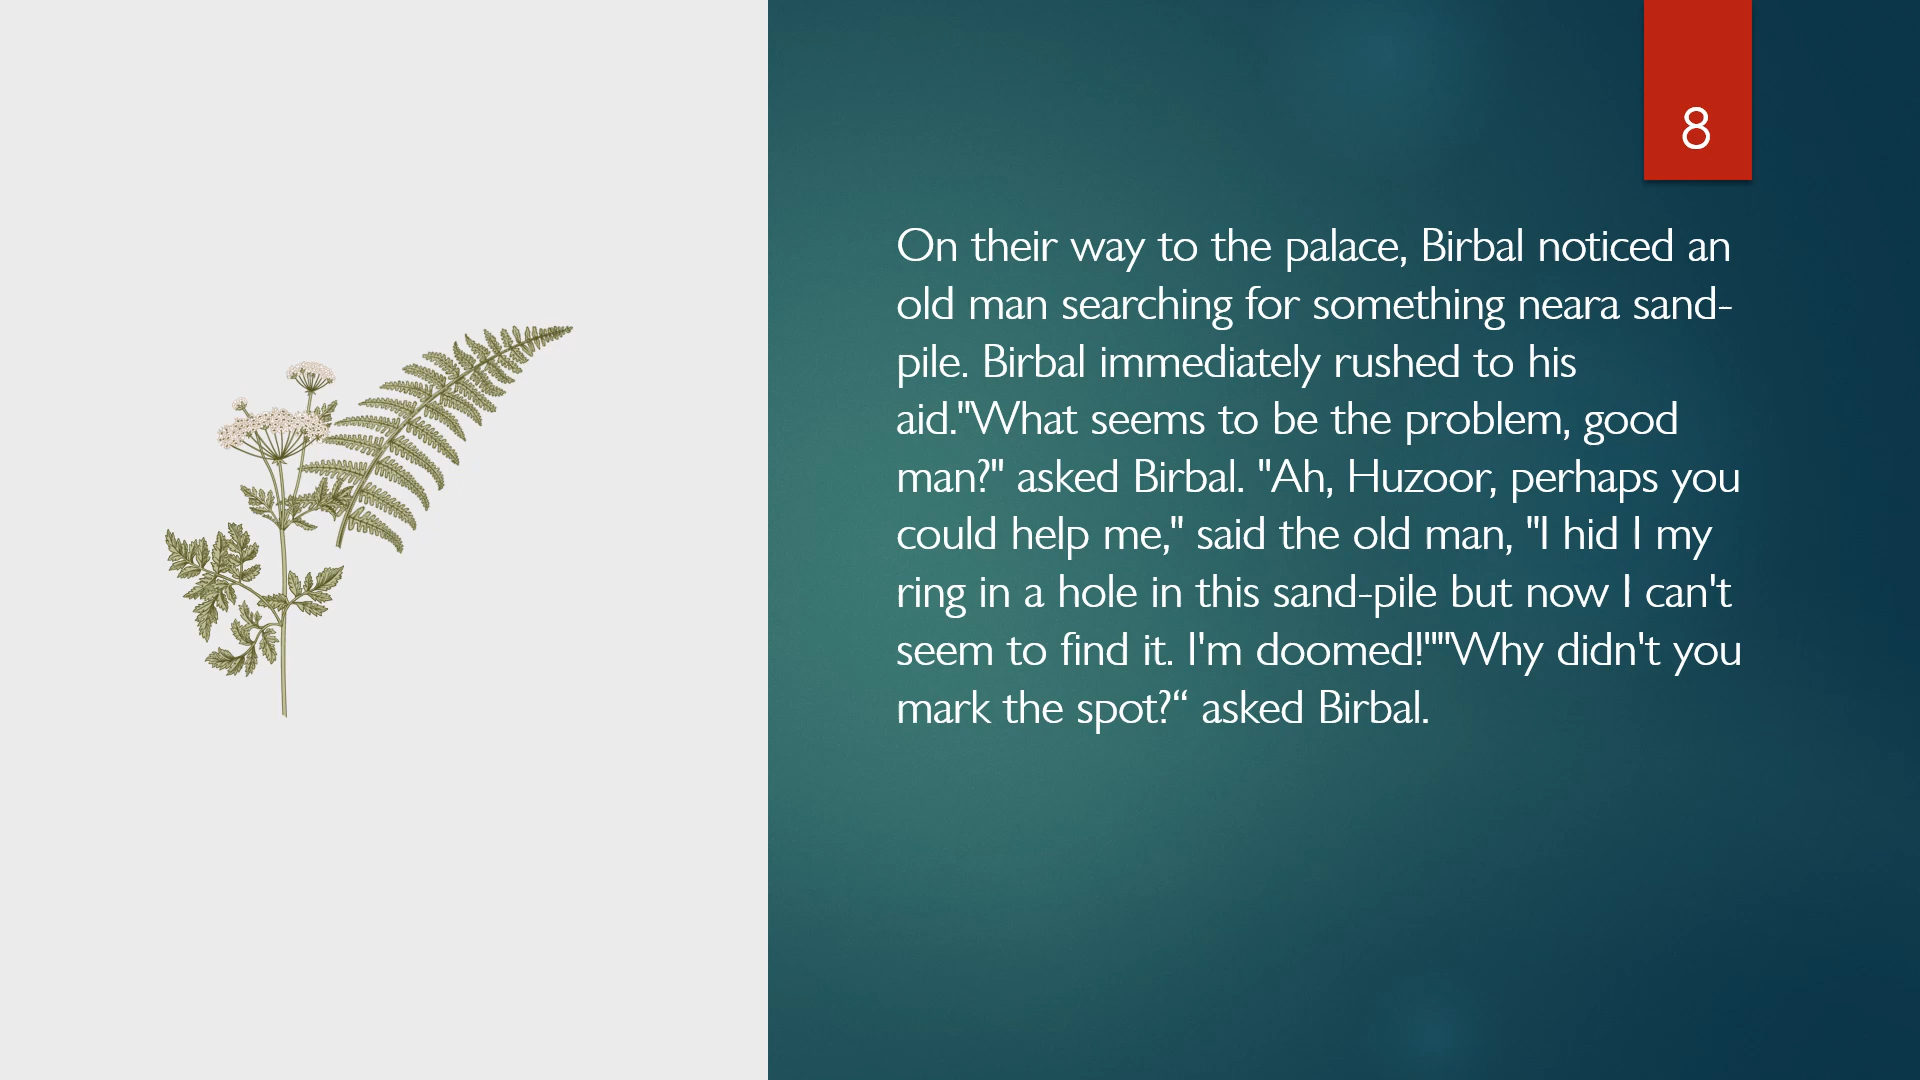 8
On their way to the palace, Birbal noticed an
old man searching for something neara sand-
pile. Birbal immediately rushed to his
aid."What seems to be the problem, good
man?" asked Birbal. "Ah, Huzoor, perhaps you
could help me," said the old man, "I hid I my
ring in a hole in this sand-pile but now I can't
seem to find it. I'm doomed!""Why didn't you
mark the spot?“ asked Birbal.